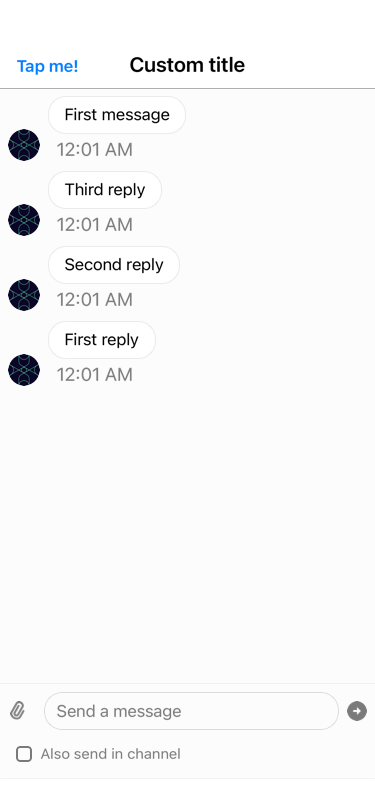 Tap me!
Custom title
First message
12:01 AM
Third reply
12:01 AM
Second reply
12:01 AM
First reply
12:01 AM
Send a message
Also send in channel